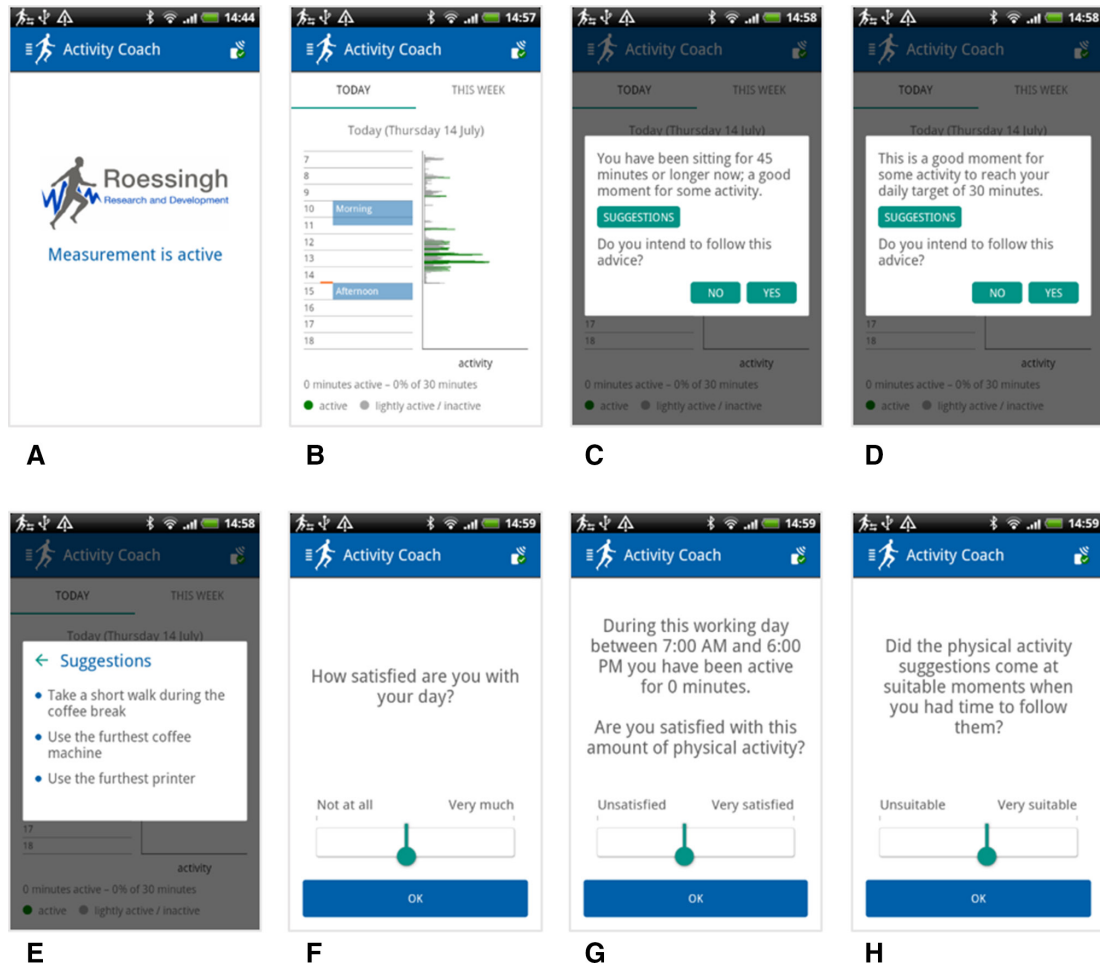 14:44
Activity Coach
Roessingh
Research and Development
Measurement is active
A
14:57
Activity Coach
TODAY THIS WEEK
Today (Thursday 14 July)
7
8
9
10 Morning
11
12
13
14
15 Afternoon
16
17
18
activity
0 minutes active – 0% of 30 minutes
active lightly active / inactive
B
14:58
Activity Coach
TODAY THIS WEEK
Today (Thursday 14 July)
You have been sitting for 45
minutes or longer now; a good
moment for some activity.
SUGGESTIONS
Do you intend to follow this
advice?
NO YES
17
18
activity
0 minutes active – 0% of 30 minutes
active lightly active / inactive
C
14:58
Activity Coach
TODAY THIS WEEK
Today (Thursday 14 July)
This is a good moment for
some activity to reach your
daily target of 30 minutes.
SUGGESTIONS
Do you intend to follow this
advice?
NO YES
17
18
activity
0 minutes active – 0% of 30 minutes
active lightly active / inactive
D
14:58
Activity Coach
TODAY THIS WEEK
Today (Thursday 14 July)
Suggestions
Take a short walk during the
coffee break
Use the furthest coffee
machine
Use the furthest printer
17
18
activity
0 minutes active – 0% of 30 minutes
active lightly active / inactive
E
14:59
Activity Coach
How satisfied are you with
your day?
Not at all Very much
OK
F
14:59
Activity Coach
During this working day
between 7:00 AM and 6:00
PM you have been active
for 0 minutes.
Are you satisfied with this
amount of physical activity?
Unsatisfied Very satisfied
OK
G
14:59
Activity Coach
Did the physical activity
suggestions come at
suitable moments when
you had time to follow
them?
Unsuitable Very suitable
OK
H